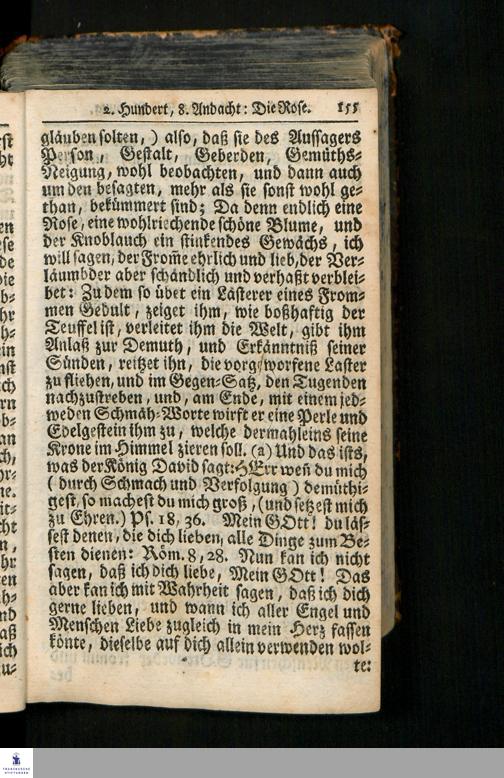 2. Hundert, 8. Andacht: Die Rose. 155
gläuben solten, ) also, daß sie des Aussagers
Person, Gestalt, Geberden, Gemüths-
Neigung, wohl beobachten, und dann auch
um den besagten, mehr als sie sonst wohl ge-
than, bekümmert sind; Da denn endlich eine
Rose, eine wohlriechende schöne Blume, und
der Knoblauch ein stinkendes Gewächs, ich
will sagen, der From̃e ehrlich und lieb, der Ver-
läumbder aber schändlich und verhaßt verblei-
bet: Zu dem so übet ein Lästerer eines From-
men Gedult, zeiget ihm, wie boßhaftig der
Teuffel ist, verleitet ihm die Welt, gibt ihm
Anlaß zur Demuth, und Erkänntniß seiner
Sünden, reitzet ihn, die vorgeworfene Laster
zu fliehen, und im Gegen-Satz, den Tugenden
nachzustreben, und, am Ende, mit einem jed-
weden Schmäh-Worte wirft er eine Perle und
Edelgestein ihm zu, welche dermahleins seine
Krone im Himmel zieren soll. (2) Und das ists,
was der König David sagt: HErr weñ du mich
( durch Schmach und Verfolgung ) demüthi-
gest, so machest du mich groß, (und setzest mich
zu Ehren.) Ps. 18, 36. Mein GOtt! du läs-
sest denen, die dich lieben, alle Dinge zum Be-
sten dienen: Röm. 8, 28. Nun kan ich nicht
sagen, daß ich dich liebe, Mein GOtt! Das
aber kan ich mit Wahrheit sagen, daß ich dich
gerne lieben, und wann ich aller Engel und
Menschen Liebe zugleich in mein Herz fassen
könte, dieselbe auf dich allein verwenden wol-
te:
FRANCKESCHE
STIFTUNGEN